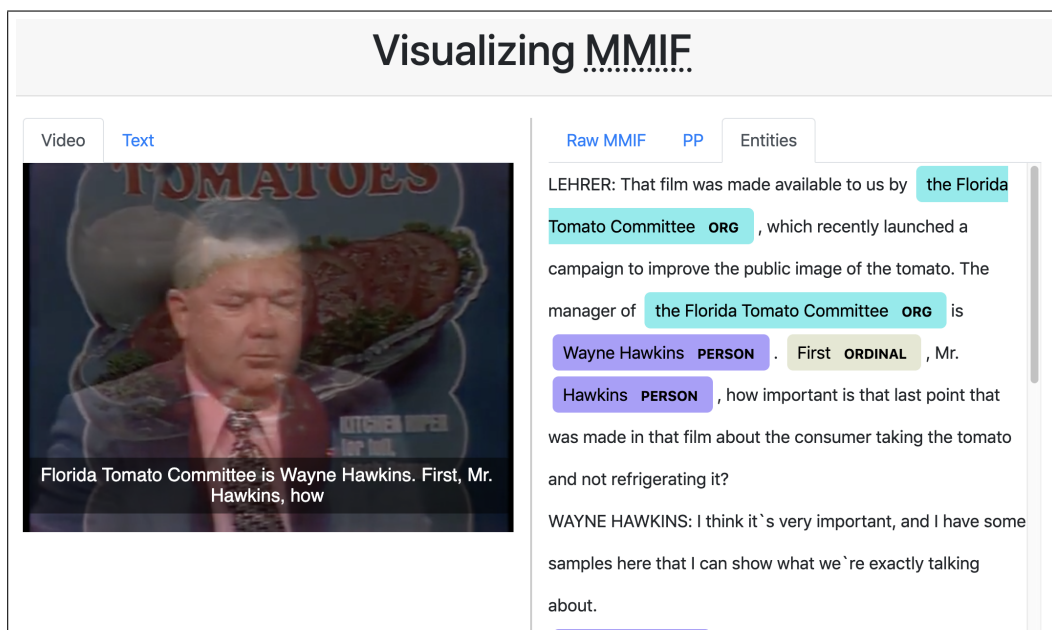 Visualizing MMIF
Video
Text
TOMATOES
KITCHEN RIPEN
for full
Florida Tomato Committee is Wayne Hawkins. First, Mr.
Hawkins, how
Raw MMIF
PP
Entities
LEHRER: That film was made available to us by the Florida
Tomato Committee ORG , which recently launched a
campaign to improve the public image of the tomato. The
manager of the Florida Tomato Committee ORG is
Wayne Hawkins PERSON . First ORDINAL , Mr.
Hawkins PERSON , how important is that last point that
was made in that film about the consumer taking the tomato
and not refrigerating it?
WAYNE HAWKINS: I think it`s very important, and I have some
samples here that I can show what we`re exactly talking
about.